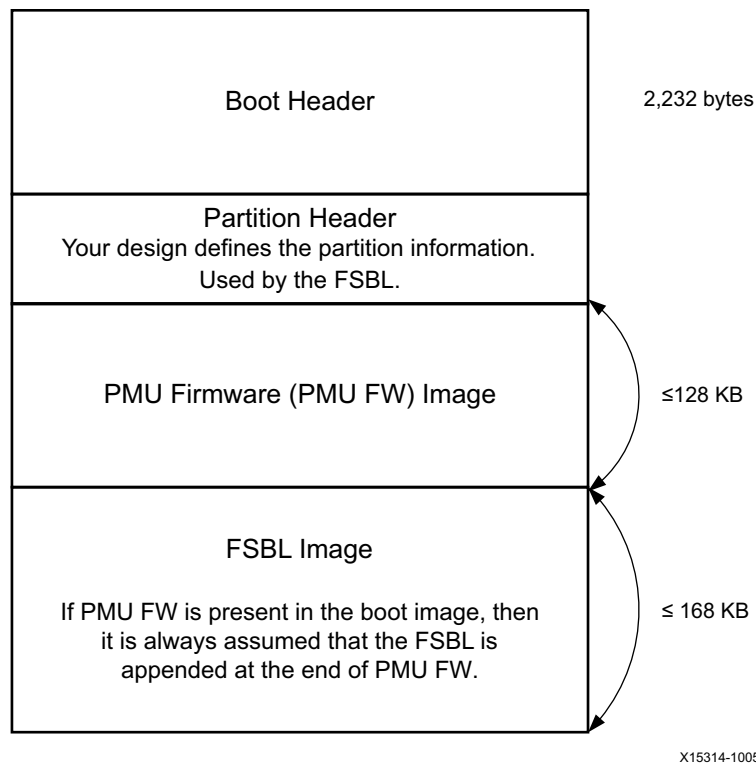 Boot Header
2,232 bytes
Partition Header
Your design defines the partition information.
Used by the FSBL.
PMU Firmware (PMU FW) Image
≤128 KB
FSBL Image
If PMU FW is present in the boot image, then
it is always assumed that the FSBL is
appended at the end of PMU FW.
≤ 168 KB
X15314-1005